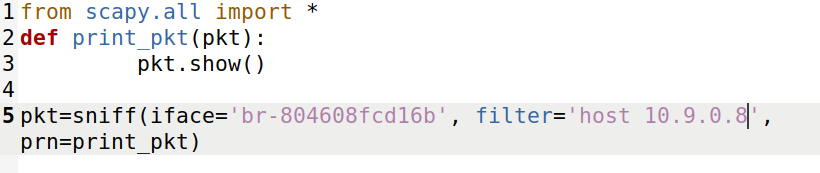 1 from scapy.all import *
2 def print_pkt(pkt):
3         pkt.show()
4
5 pkt=sniff(iface='br-804608fcd16b', filter='host 10.9.0.8',
prn=print_pkt)